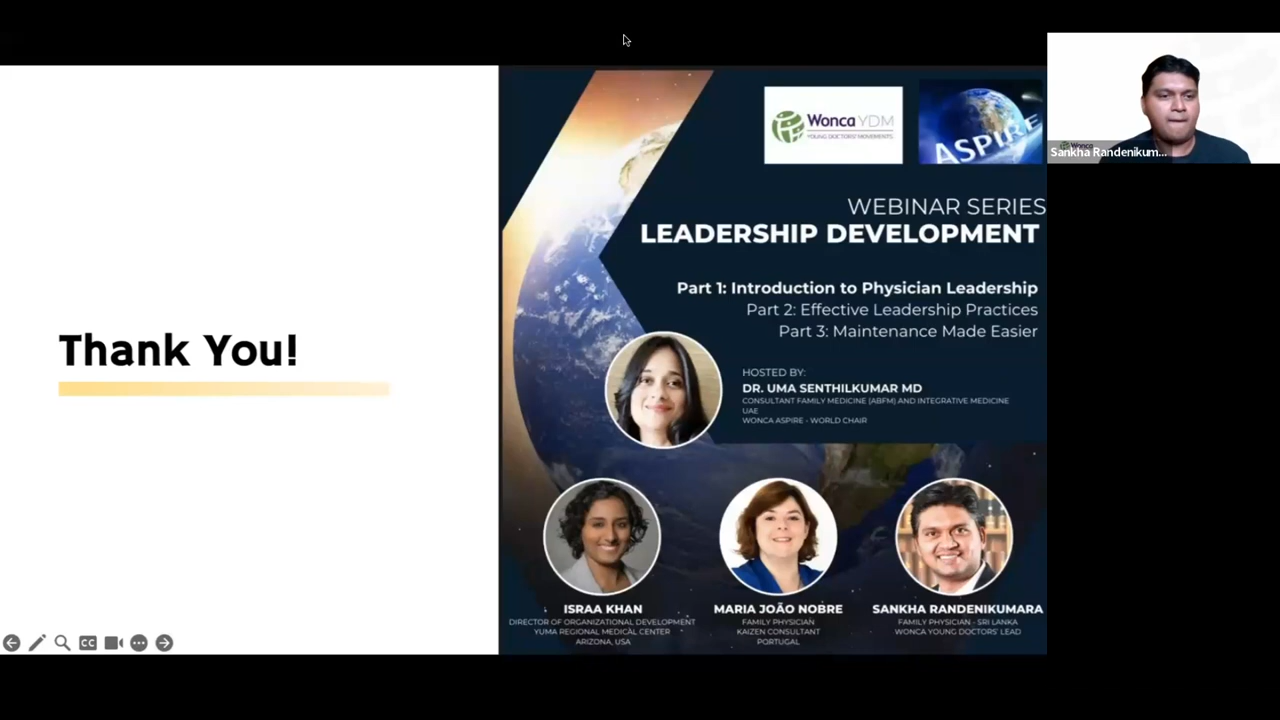 Thank You!
Wonca YDM
YOUNG DOCTORS' MOVEMENTS
ASPIRE
WEBINAR SERIES
LEADERSHIP DEVELOPMENT
Part 1: Introduction to Physician Leadership
Part 2: Effective Leadership Practices
Part 3: Maintenance Made Easier
HOSTED BY:
DR. UMA SENTHILKUMAR MD
CONSULTANT FAMILY MEDICINE (ABFM) AND INTEGRATIVE MEDICINE
UAE
WONCA ASPIRE - WORLD CHAIR
ISRAA KHAN
DIRECTOR OF ORGANIZATIONAL DEVELOPMENT
YUMA REGIONAL MEDICAL CENTER
ARIZONA, USA
MARIA JOÃO NOBRE
FAMILY PHYSICIAN
KAIZEN CONSULTANT
PORTUGAL
SANKHA RANDENIKUMARA
FAMILY PHYSICIAN - SRI LANKA
WONCA YOUNG DOCTORS' LEAD
Sankha Randenikum...
CC